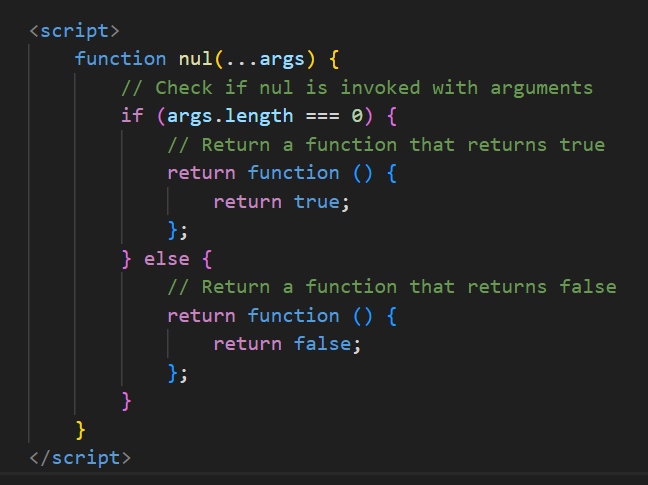 <script>
function nul(...args) {
// Check if nul is invoked with arguments
if (args.length === 0) {
// Return a function that returns true
return function () {
return true;
};
} else {
// Return a function that returns false
return function () {
return false;
};
}
}
</script>